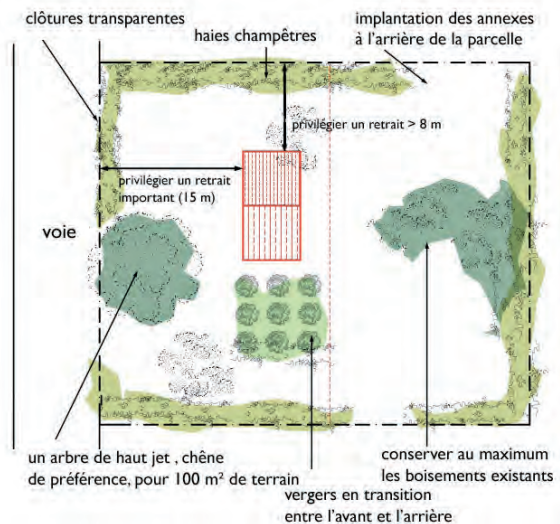 clôtures transparentes
haies champêtres
implantation des annexes
à l'arrière de la parcelle
privilégier un retrait > 8 m
privilégier un retrait
important (15 m)
voie
un arbre de haut jet , chêne
de préférence, pour 100 m² de terrain
vergers en transition
entre l'avant et l'arrière
conserver au maximum
les boisements existants